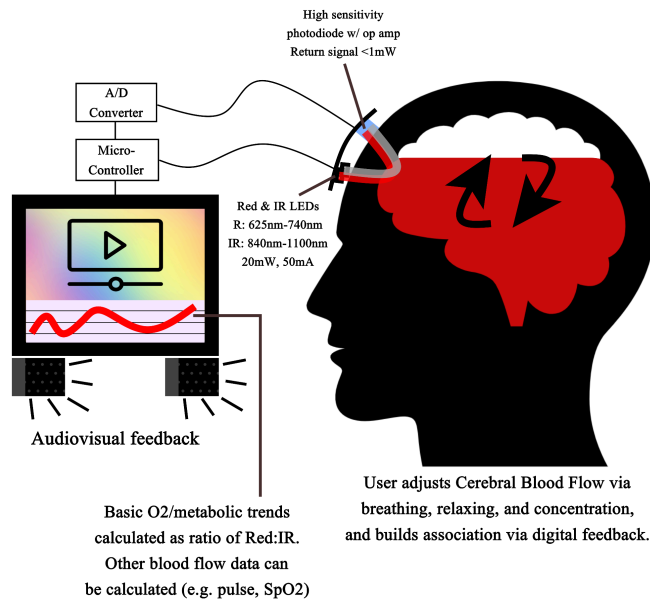 High sensitivity
photodiode w/ op amp
Return signal <1mW
A/D
Converter
Micro-
Controller
Red & IR LEDs
R: 625nm-740nm
IR: 840nm-1100nm
20mW, 50mA
Audiovisual feedback
Basic O2/metabolic trends
calculated as ratio of Red:IR.
Other blood flow data can
be calculated (e.g. pulse, SpO2)
User adjusts Cerebral Blood Flow via
breathing, relaxing, and concentration,
and builds association via digital feedback.